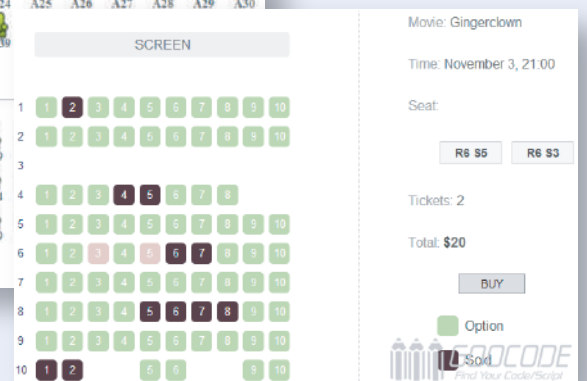 A25 A26 A27 A28 A29 A30
SCREEN
1 1 2 3 4 5 6 7 8 9 10
2 1 2 3 4 5 6 7 8 9 10
3
4 1 2 3 4 5 6 7 8
5 1 2 3 4 5 6 7 8 9 10
6 1 2 3 4 5 6 7 8 9 10
7 1 2 3 4 5 6 7 8 9 10
8 1 2 3 4 5 6 7 8 9 10
9 1 2 3 4 5 6 7 8 9 10
10 1 2 5 6 9 10
Movie: Gingerclown
Time: November 3, 21:00
Seat:
R6 S5 R6 S3
Tickets: 2
Total: $20
BUY
Option
Sold
GOOCODE
Find Your Code/Script